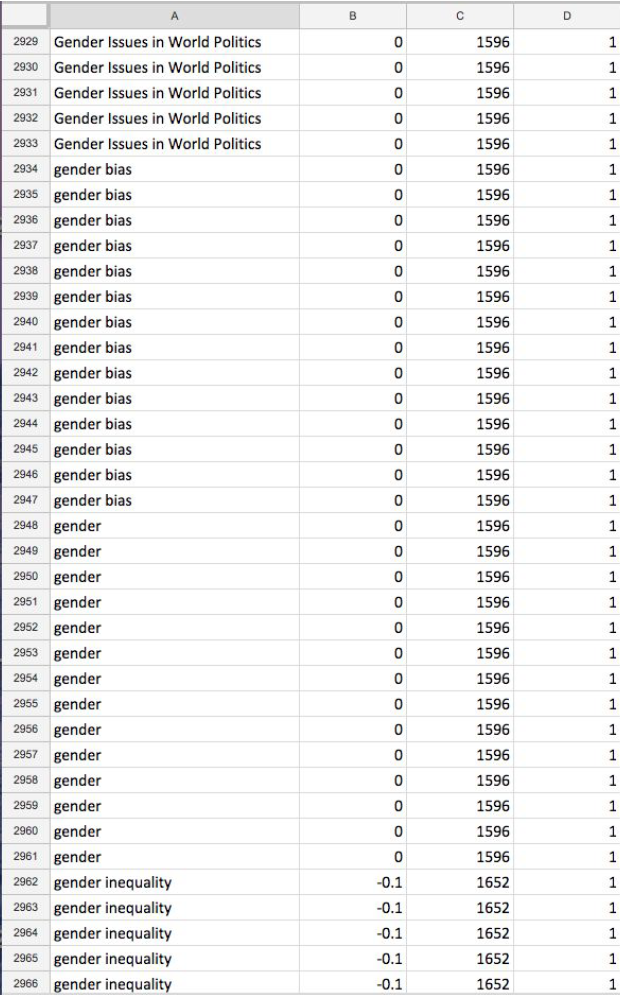 A B C D
2929 Gender Issues in World Politics 0 1596 1
2930 Gender Issues in World Politics 0 1596 1
2931 Gender Issues in World Politics 0 1596 1
2932 Gender Issues in World Politics 0 1596 1
2933 Gender Issues in World Politics 0 1596 1
2934 gender bias 0 1596 1
2935 gender bias 0 1596 1
2936 gender bias 0 1596 1
2937 gender bias 0 1596 1
2938 gender bias 0 1596 1
2939 gender bias 0 1596 1
2940 gender bias 0 1596 1
2941 gender bias 0 1596 1
2942 gender bias 0 1596 1
2943 gender bias 0 1596 1
2944 gender bias 0 1596 1
2945 gender bias 0 1596 1
2946 gender bias 0 1596 1
2947 gender bias 0 1596 1
2948 gender 0 1596 1
2949 gender 0 1596 1
2950 gender 0 1596 1
2951 gender 0 1596 1
2952 gender 0 1596 1
2953 gender 0 1596 1
2954 gender 0 1596 1
2955 gender 0 1596 1
2956 gender 0 1596 1
2957 gender 0 1596 1
2958 gender 0 1596 1
2959 gender 0 1596 1
2960 gender 0 1596 1
2961 gender 0 1596 1
2962 gender inequality -0.1 1652 1
2963 gender inequality -0.1 1652 1
2964 gender inequality -0.1 1652 1
2965 gender inequality -0.1 1652 1
2966 gender inequality -0.1 1652 1